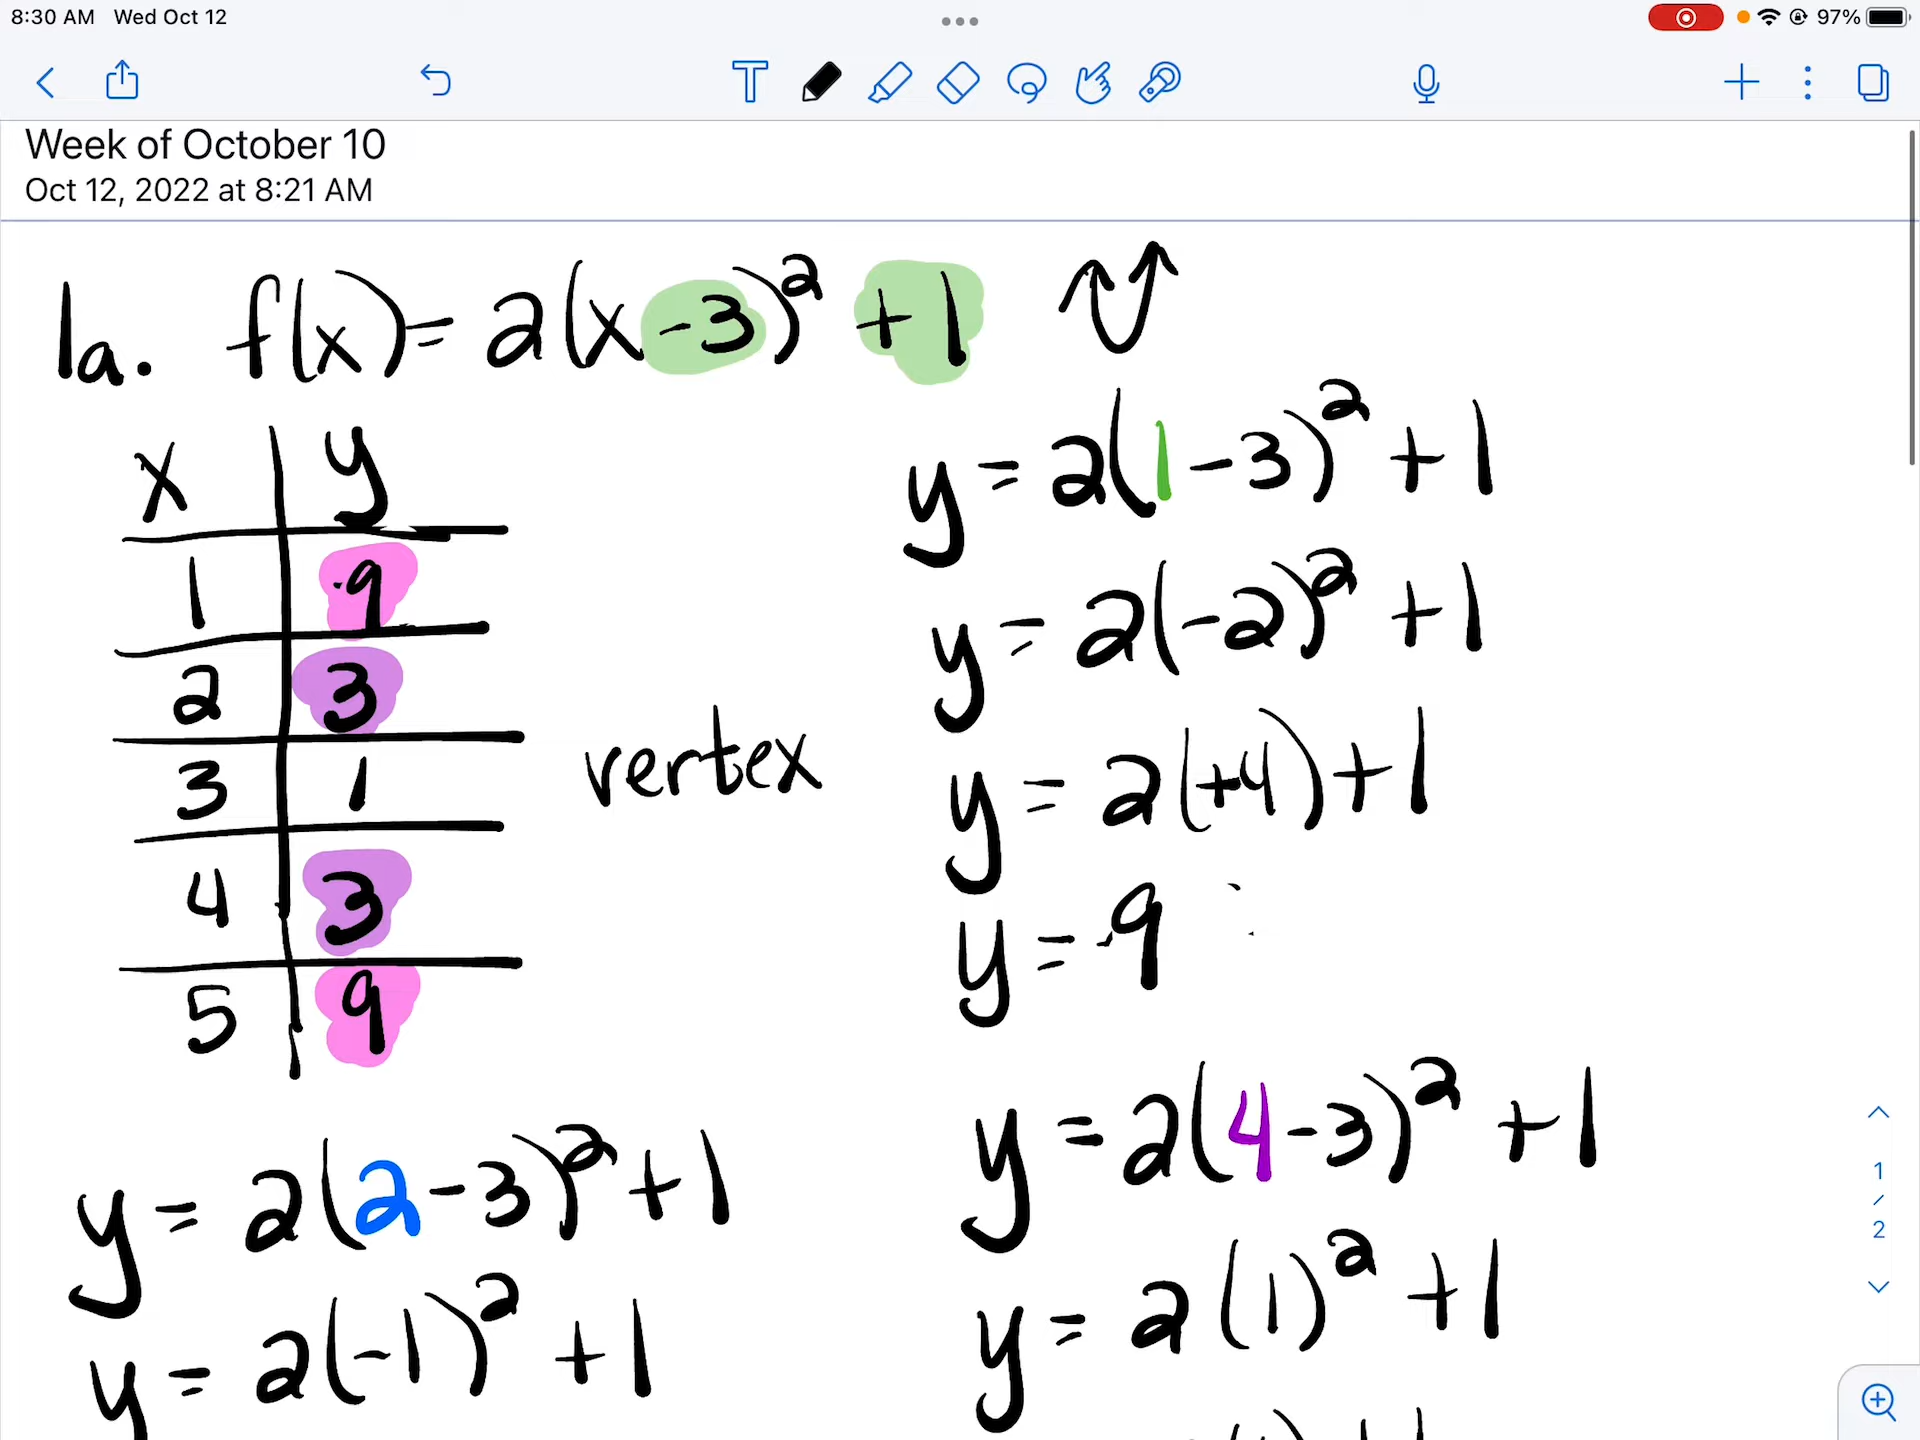 8:30 AM Wed Oct 12
97%
Week of October 10
Oct 12, 2022 at 8:21 AM
1a. f(x) = 2(x-3)² +1
x y
1 9
2 3
3 1 vertex
4 3
5 9
y = 2(1-3)² +1
y = 2(-2)² +1
y = 2(+4)+1
y = 9
y = 2(2-3)² +1
y = 2(-1)² +1
y = 2(4-3)² +1
y = 2(1)² +1
1
/
2